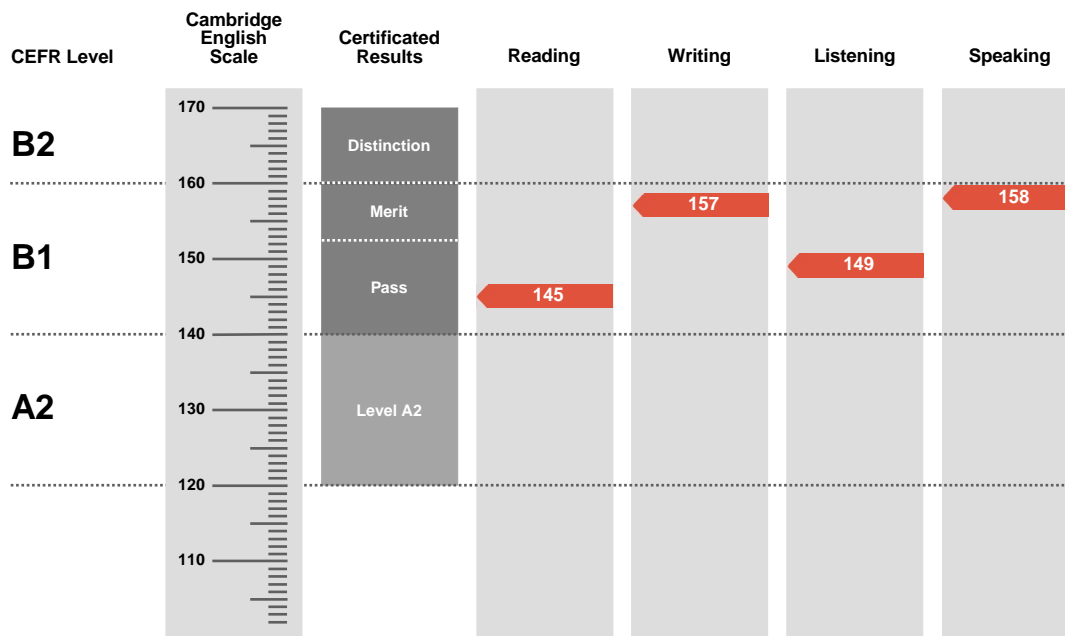 CEFR Level
Cambridge
English
Scale
Certificated
Results
Reading
Writing
Listening
Speaking
170
B2
Distinction
160
157
158
Merit
B1
150
149
Pass
145
140
A2
130
Level A2
120
110